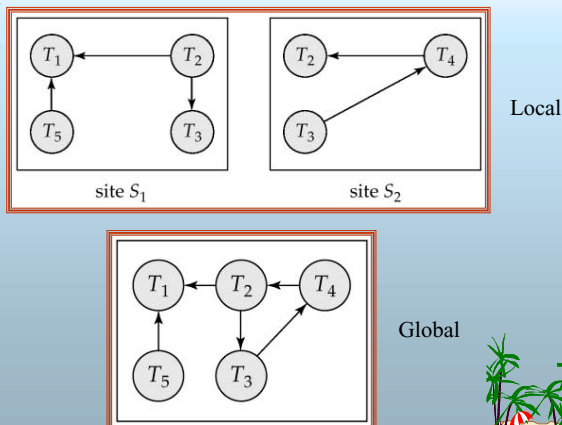 T1 T2
T5 T3
site S1
T2 T4
T3
site S2
Local
T1 T2 T4
T5 T3
Global